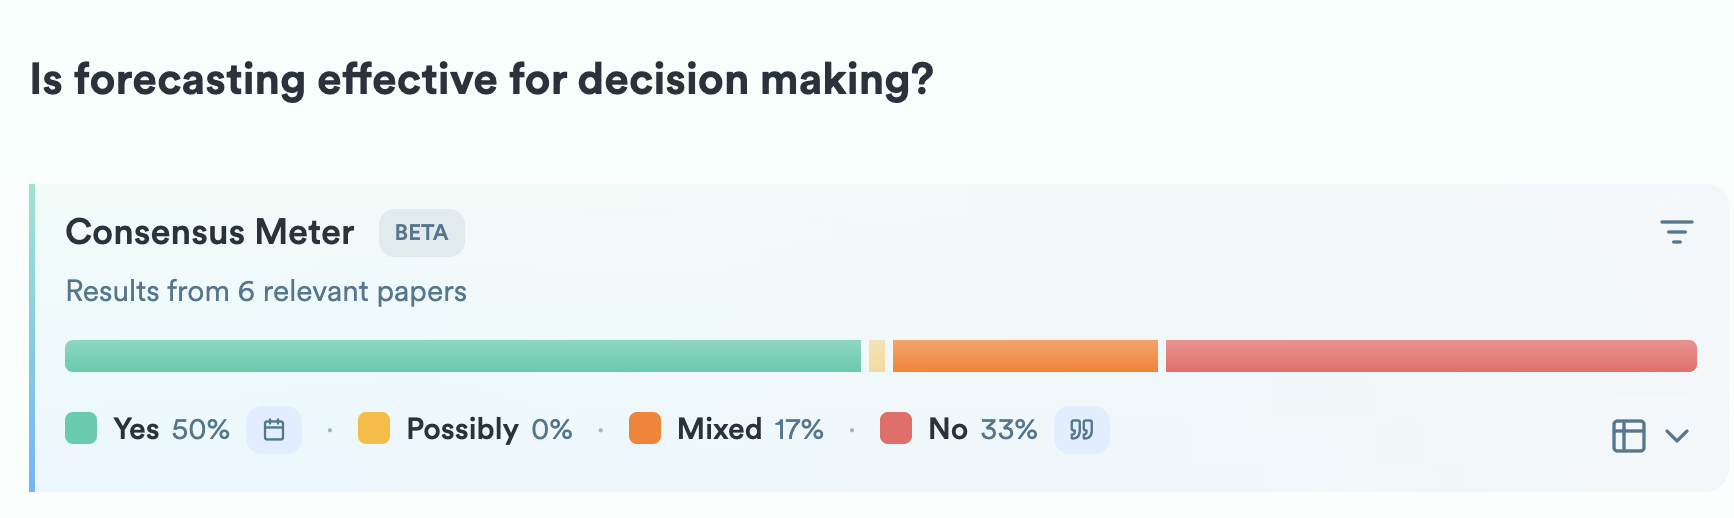 Is forecasting effective for decision making?
Consensus Meter BETA
Results from 6 relevant papers
Yes 50% · Possibly 0% · Mixed 17% · No 33%